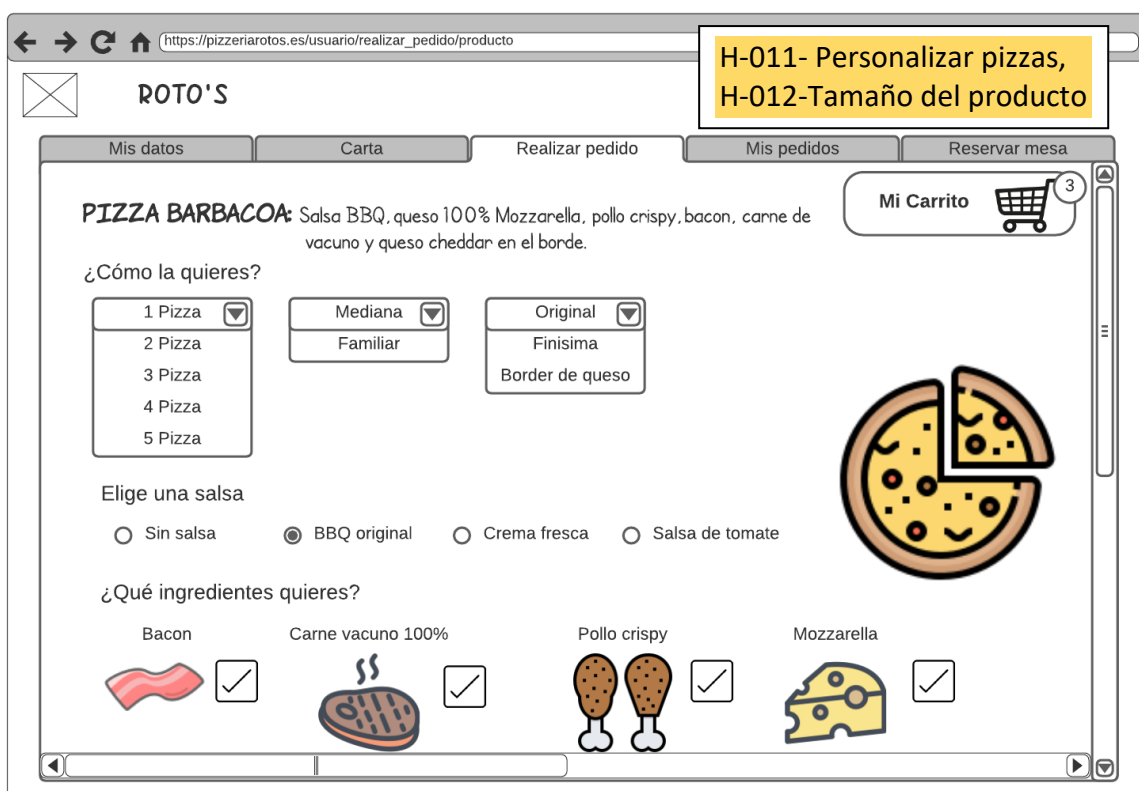 https://pizzeriarotos.es/usuario/realizar_pedido/producto
H-011- Personalizar pizzas,
H-012-Tamaño del producto
ROTO'S
Mis datos
Carta
Realizar pedido
Mis pedidos
Reservar mesa
Mi Carrito
3
PIZZA BARBACOA: Salsa BBQ, queso 100% Mozzarella, pollo crispy, bacon, carne de
vacuno y queso cheddar en el borde.
¿Cómo la quieres?
1 Pizza
2 Pizza
3 Pizza
4 Pizza
5 Pizza
Mediana
Familiar
Original
Finisima
Border de queso
Elige una salsa
Sin salsa
BBQ original
Crema fresca
Salsa de tomate
¿Qué ingredientes quieres?
Bacon
Carne vacuno 100%
Pollo crispy
Mozzarella